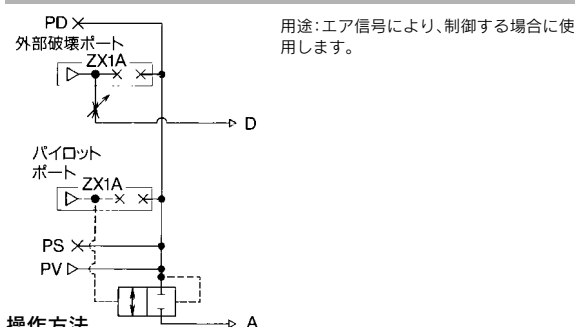 PD
外部破壊ポート
ZX1A
D
パイロット
ポート
ZX1A
PS
PV
A
操作方法
用途:エア信号により、制御する場合に使
用します。